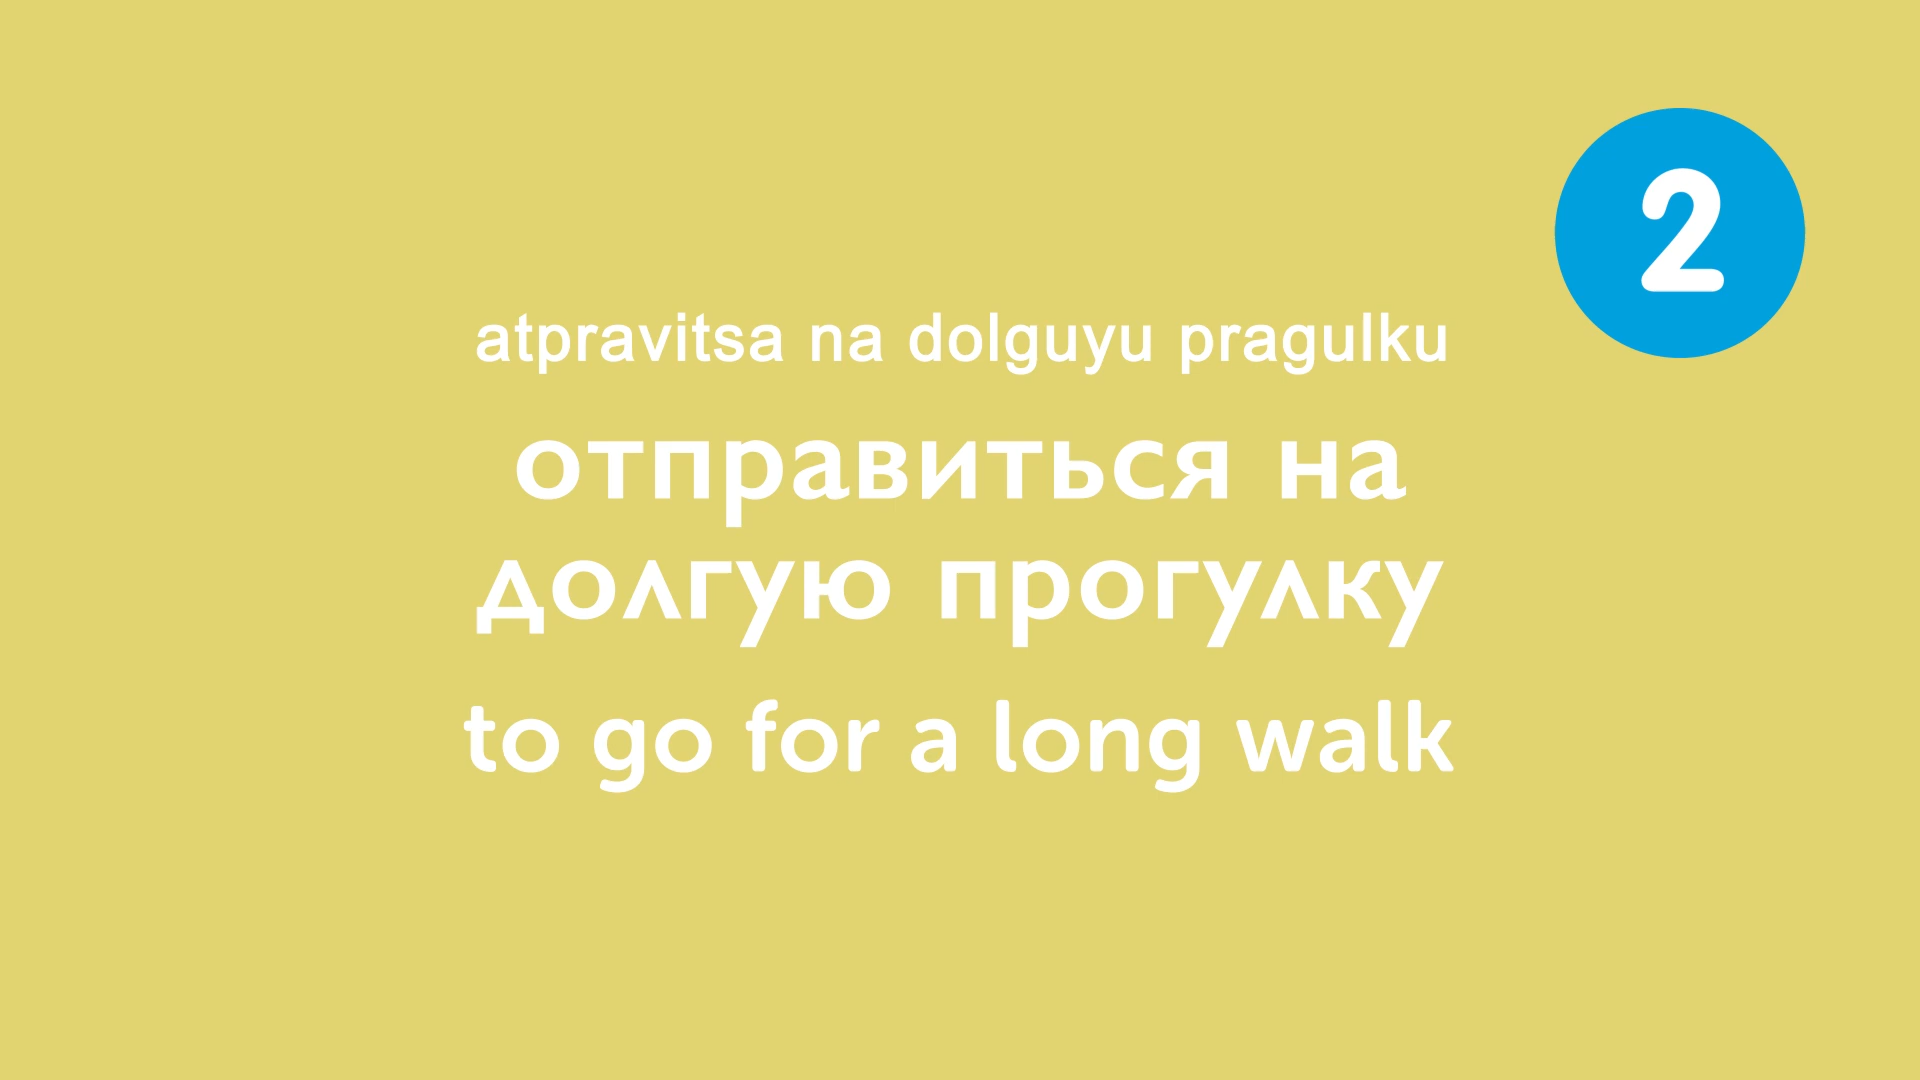 2
atpravitsa na dolguyu pragulku
отправиться на
долгую прогулку
to go for a long walk